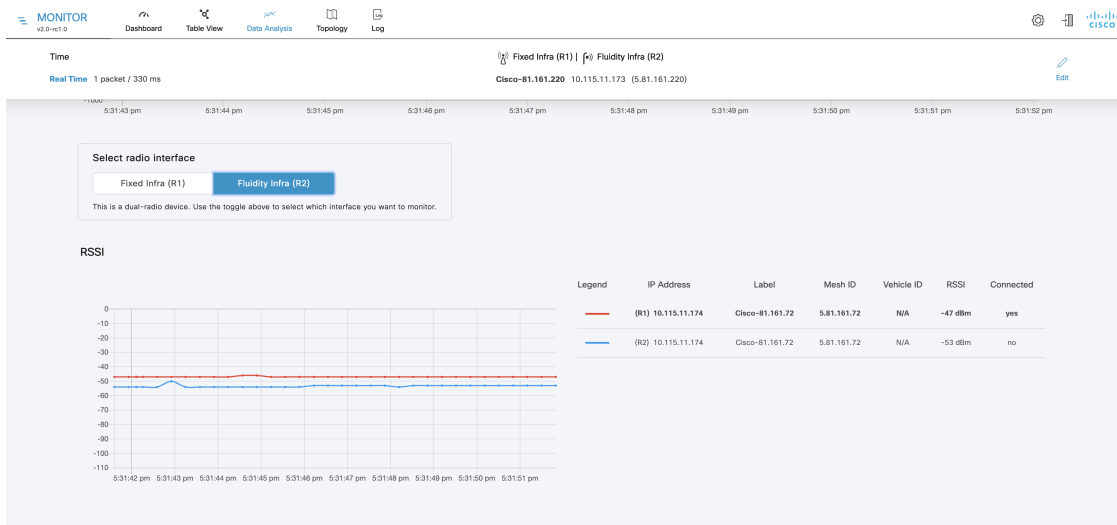 MONITOR
v2.0-rc1.0
Dashboard
Table View
Data Analysis
Topology
Log
Log
CISCO
Time
Real Time 1 packet / 330 ms
Fixed Infra (R1) | Fluidity Infra (R2)
Cisco-81.161.220 10.115.11.173 (5.81.161.220)
Edit
-1000
5:31:43 pm 5:31:44 pm 5:31:45 pm 5:31:46 pm 5:31:47 pm 5:31:48 pm 5:31:49 pm 5:31:50 pm 5:31:51 pm 5:31:52 pm
Select radio interface
Fixed Infra (R1) Fluidity Infra (R2)
This is a dual-radio device. Use the toggle above to select which interface you want to monitor.
RSSI
Legend IP Address Label Mesh ID Vehicle ID RSSI Connected
(R1) 10.115.11.174 Cisco-81.161.72 5.81.161.72 N/A -47 dBm yes
(R2) 10.115.11.174 Cisco-81.161.72 5.81.161.72 N/A -53 dBm no
0
-10
-20
-30
-40
-50
-60
-70
-80
-90
-100
-110
5:31:42 pm 5:31:43 pm 5:31:44 pm 5:31:45 pm 5:31:46 pm 5:31:47 pm 5:31:48 pm 5:31:49 pm 5:31:50 pm 5:31:51 pm